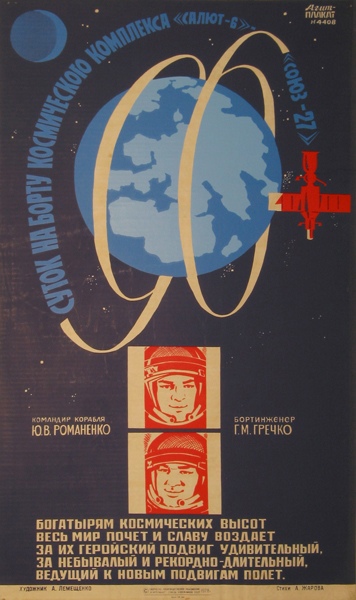 Агит-
ПЛАКАТ
№4408
96
СУТОК НА БОРТУ КОСМИЧЕСКОГО КОМПЛЕКСА «САЛЮТ-6» «СОЮЗ-27»
КОМАНДИР КОРАБЛЯ
Ю.В. РОМАНЕНКО
БОРТИНЖЕНЕР
Г.М. ГРЕЧКО
БОГАТЫРЯМ КОСМИЧЕСКИХ ВЫСОТ
ВЕСЬ МИР ПОЧЕТ И СЛАВУ ВОЗДАЕТ
ЗА ИХ ГЕРОЙСКИЙ ПОДВИГ УДИВИТЕЛЬНЫЙ,
ЗА НЕБЫВАЛЫЙ И РЕКОРДНО-ДЛИТЕЛЬНЫЙ,
ВЕДУЩИЙ К НОВЫМ ПОДВИГАМ ПОЛЕТ.
ХУДОЖНИК А. ЛЕМЕЩЕНКО
Стихи А. ЖАРОВА